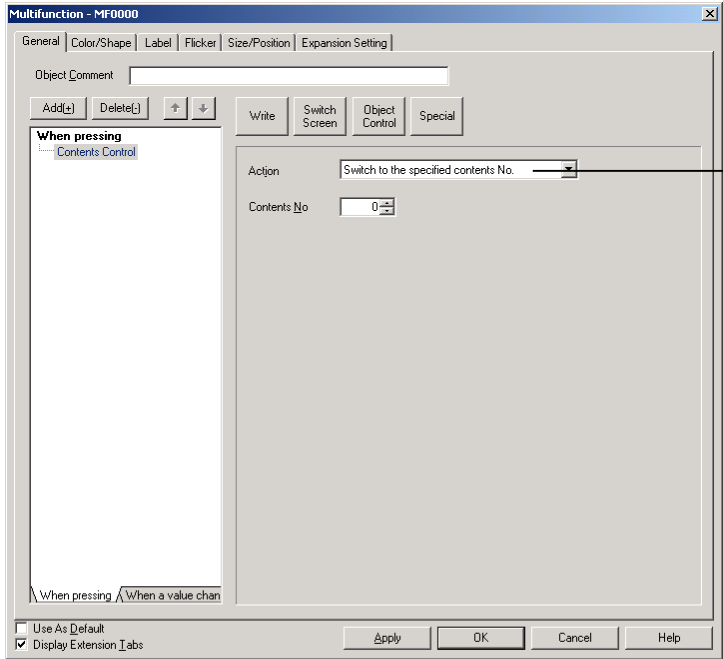 Multifunction - MF0000
General Color/Shape Label Flicker Size/Position Expansion Setting
Object Comment
Add(+) Delete(-)
Write Switch Screen Object Control Special
When pressing
Contents Control
Action Switch to the specified contents No.
Contents No 0
When pressing When a value chan
Use As Default
Display Extension Tabs
Apply OK Cancel Help